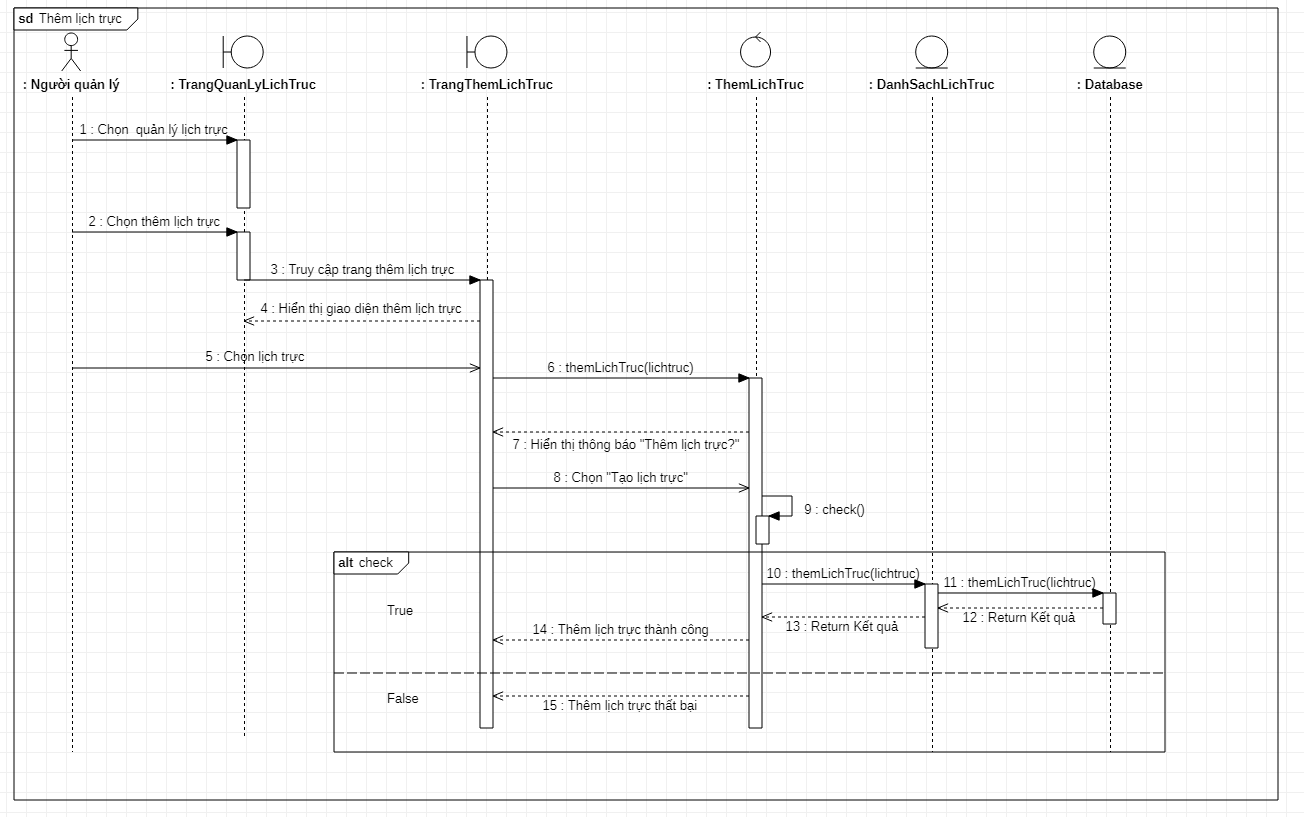 sd Thêm lịch trực
: Người quản lý
: TrangQuanLyLichTruc
: TrangThemLichTruc
: ThemLichTruc
: DanhSachLichTruc
: Database
1 : Chọn  quản lý lịch trực
2 : Chọn thêm lịch trực
3 : Truy cập trang thêm lịch trực
4 : Hiển thị giao diện thêm lịch trực
5 : Chọn lịch trực
6 : themLichTruc(lichtruc)
7 : Hiển thị thông báo "Thêm lịch trực?"
8 : Chọn "Tạo lịch trực"
9 : check()
alt check
10 : themLichTruc(lichtruc)
11 : themLichTruc(lichtruc)
True
12 : Return Kết quả
13 : Return Kết quả
14 : Thêm lịch trực thành công
False
15 : Thêm lịch trực thất bại